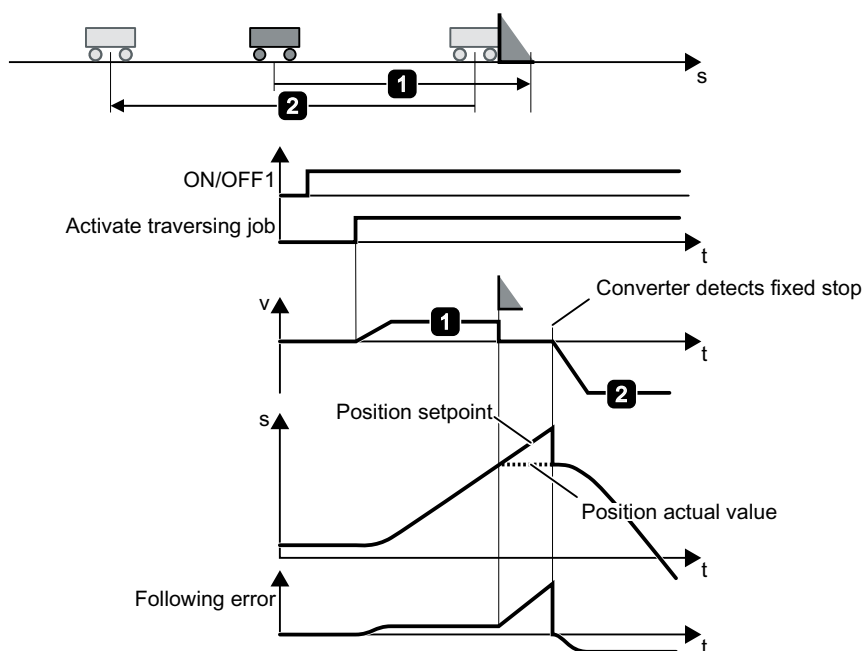 s
1
2
ON/OFF1
Activate traversing job
t
Converter detects fixed stop
v
1
t
2
s
Position setpoint
Position actual value
t
Following error
t